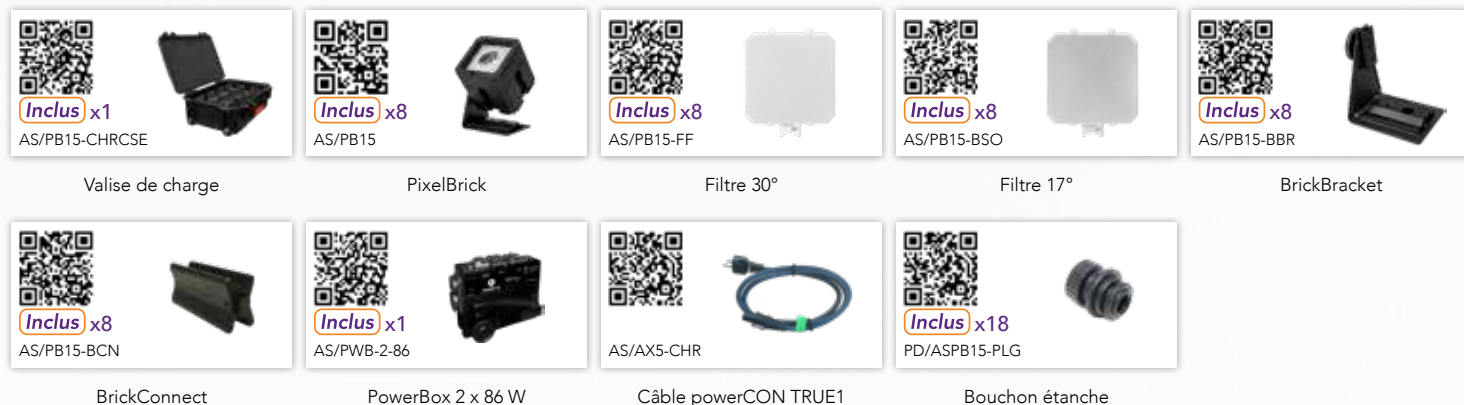 Inclus x1
AS/PB15-CHRCSE
Valise de charge
Inclus x8
AS/PB15
PixelBrick
Inclus x8
AS/PB15-FF
Filtre 30°
Inclus x8
AS/PB15-BSO
Filtre 17°
Inclus x8
AS/PB15-BBR
BrickBracket
Inclus x8
AS/PB15-BCN
BrickConnect
Inclus x1
AS/PWB-2-86
PowerBox 2 x 86 W
AS/AX5-CHR
Câble powerCON TRUE1
Inclus x18
PD/ASPB15-PLG
Bouchon étanche